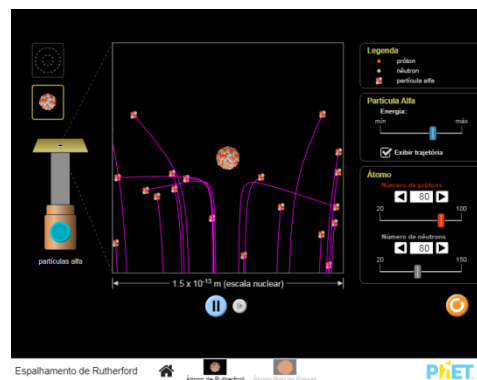 Legenda
próton
nêutron
partícula alfa
Partícula Alfa
Energia:
mín máx
Exibir trajetória
Átomo
Número de prótons
80
20 100
Número de nêutrons
80
20 150
partículas alfa
1.5 x 10⁻¹³ m (escala nuclear)
Espalhamento de Rutherford
Átomo de Rutherford
PhET